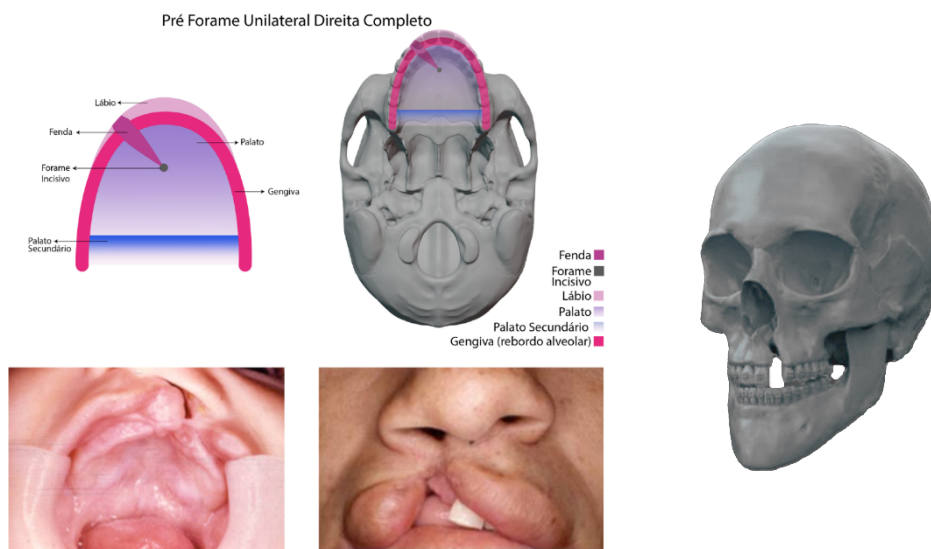 Pré Forame Unilateral Direita Completo
Lábio
Fenda
Forame
Incisivo
Palato
Gengiva
Palato
Secundário
Fenda
Forame
Incisivo
Lábio
Palato
Palato Secundário
Gengiva (rebordo alveolar)